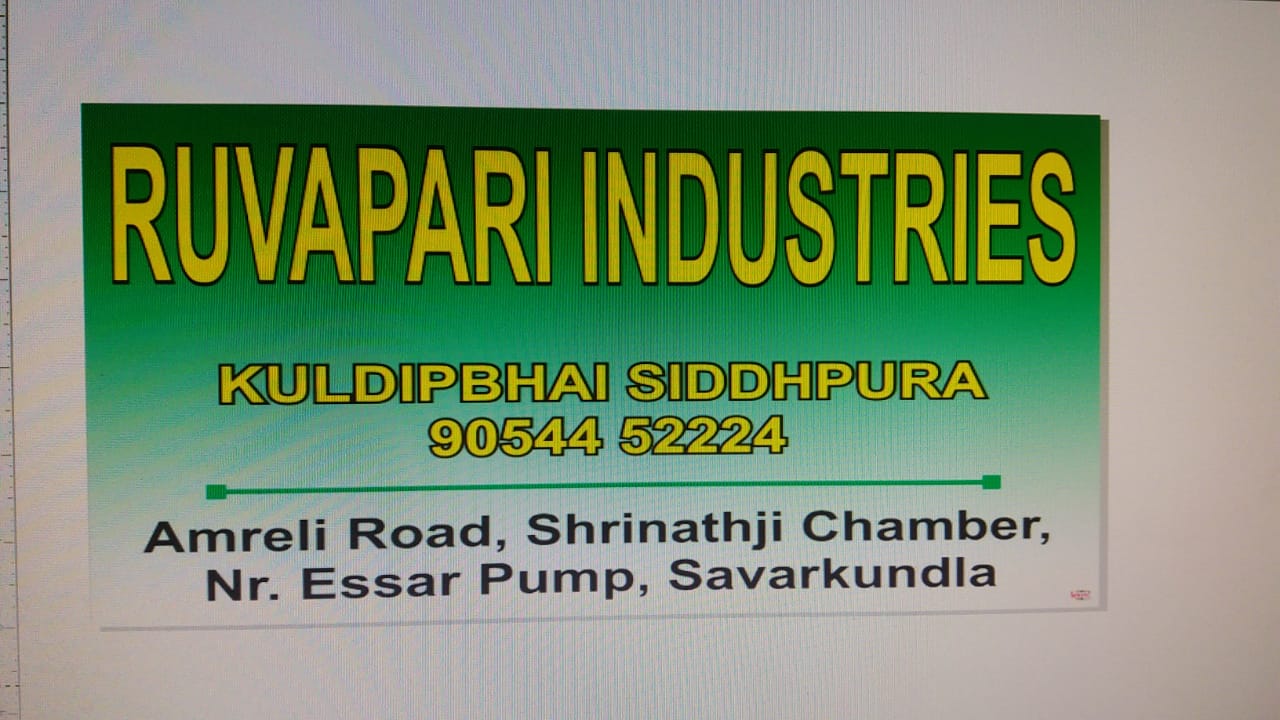 RUVAPARI INDUSTRIES
KULDIPBHAI SIDDHPURA
90544 52224
Amreli Road, Shrinathji Chamber,
Nr. Essar Pump, Savarkundla